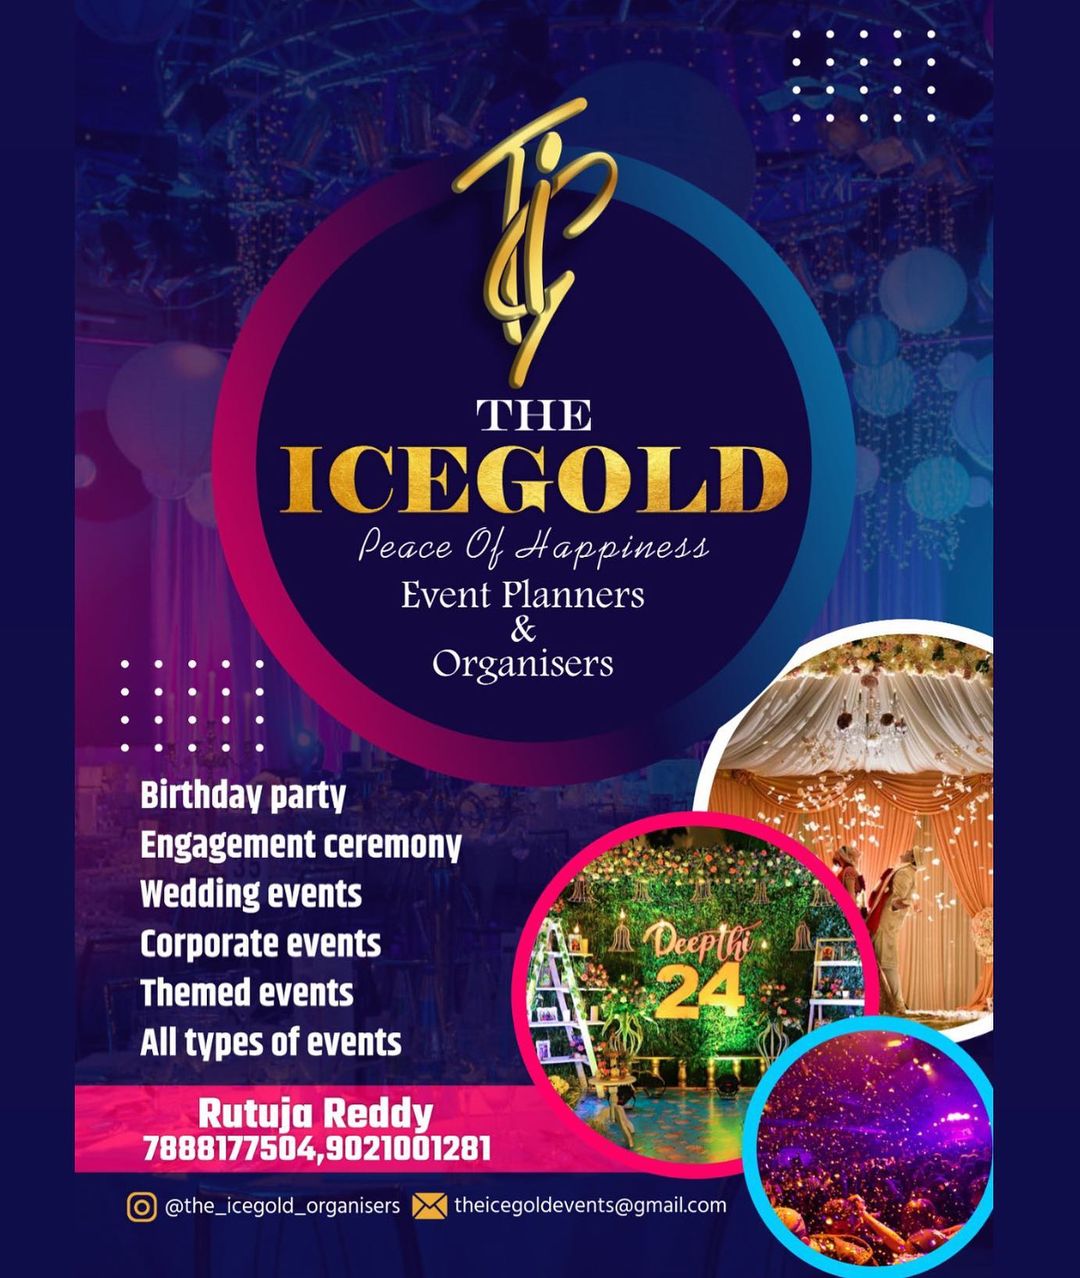 THE
ICEGOLD
Peace Of Happiness
Event Planners
&
Organisers
Birthday party
Engagement ceremony
Wedding events
Corporate events
Themed events
All types of events
Deepthi
24
Rutuja Reddy
7888177504,9021001281
@the_icegold_organisers theicegoldevents@gmail.com